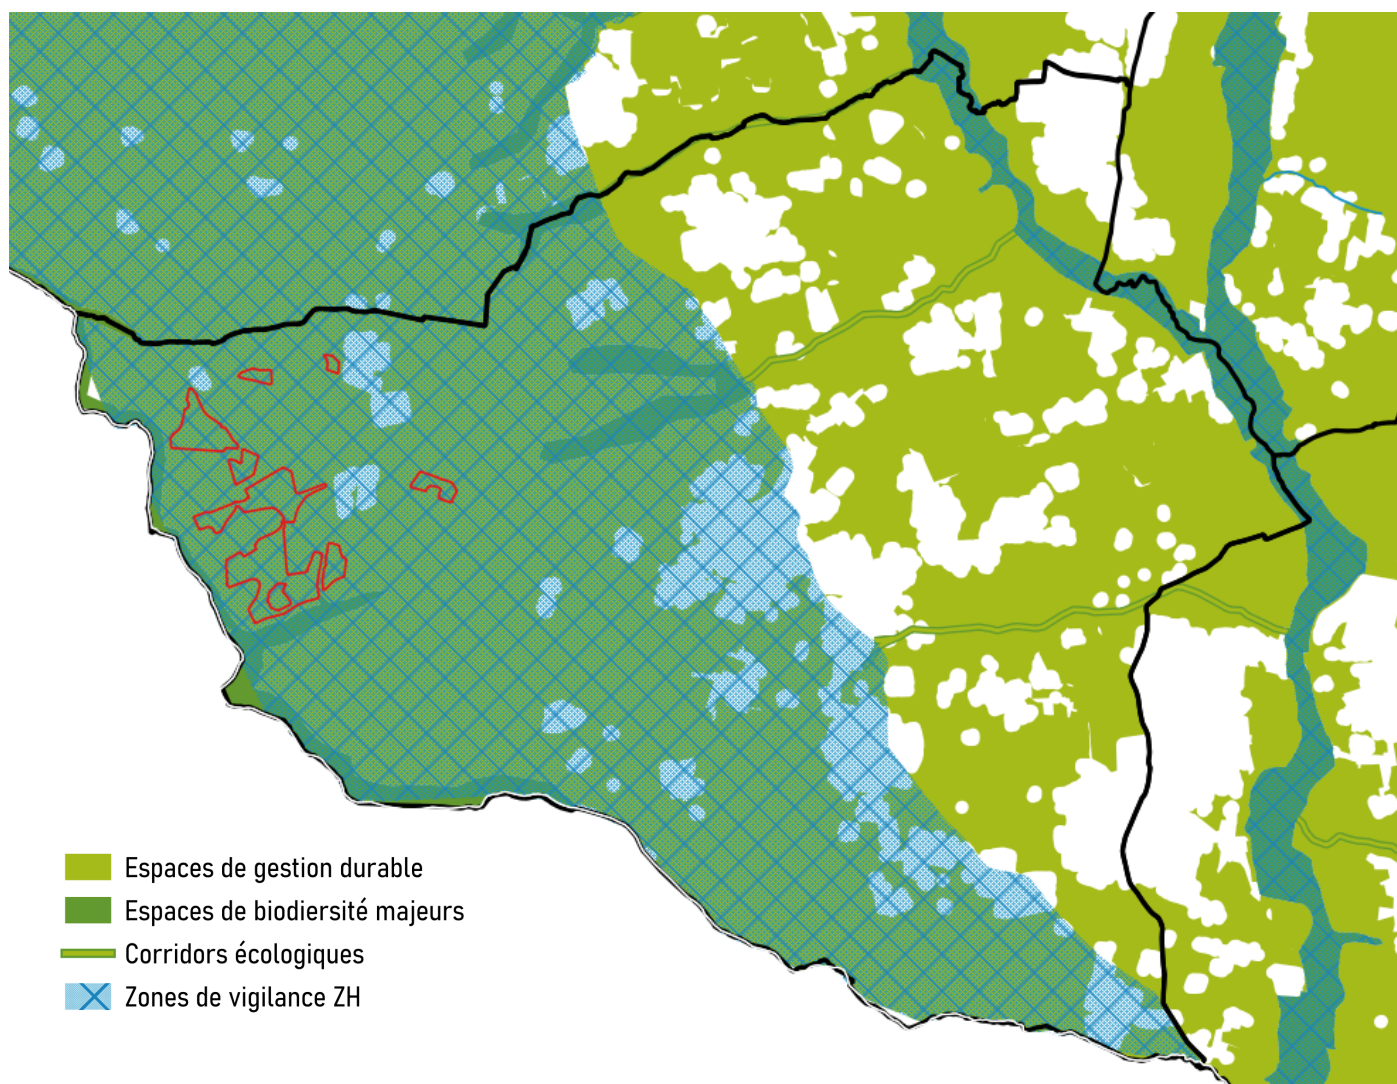 Espaces de gestion durable
Espaces de biodiersité majeurs
Corridors écologiques
Zones de vigilance ZH